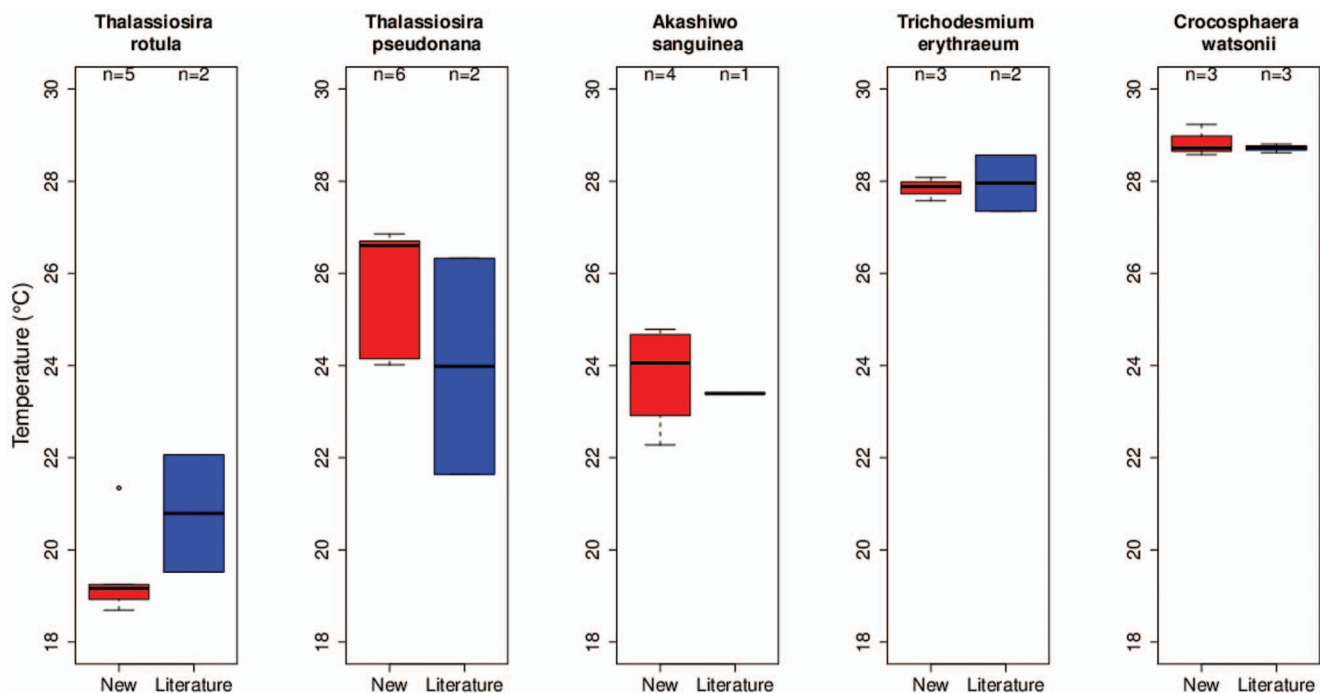 Thalassiosira
rotula
n=5 n=2
30
28
26
24
22
20
18
Temperature (°C)
New Literature
Thalassiosira
pseudonana
n=6 n=2
30
28
26
24
22
20
18
New Literature
Akashiwo
sanguinea
n=4 n=1
30
28
26
24
22
20
18
New Literature
Trichodesmium
erythraeum
n=3 n=2
30
28
26
24
22
20
18
New Literature
Crocosphaera
watsonii
n=3 n=3
30
28
26
24
22
20
18
New Literature